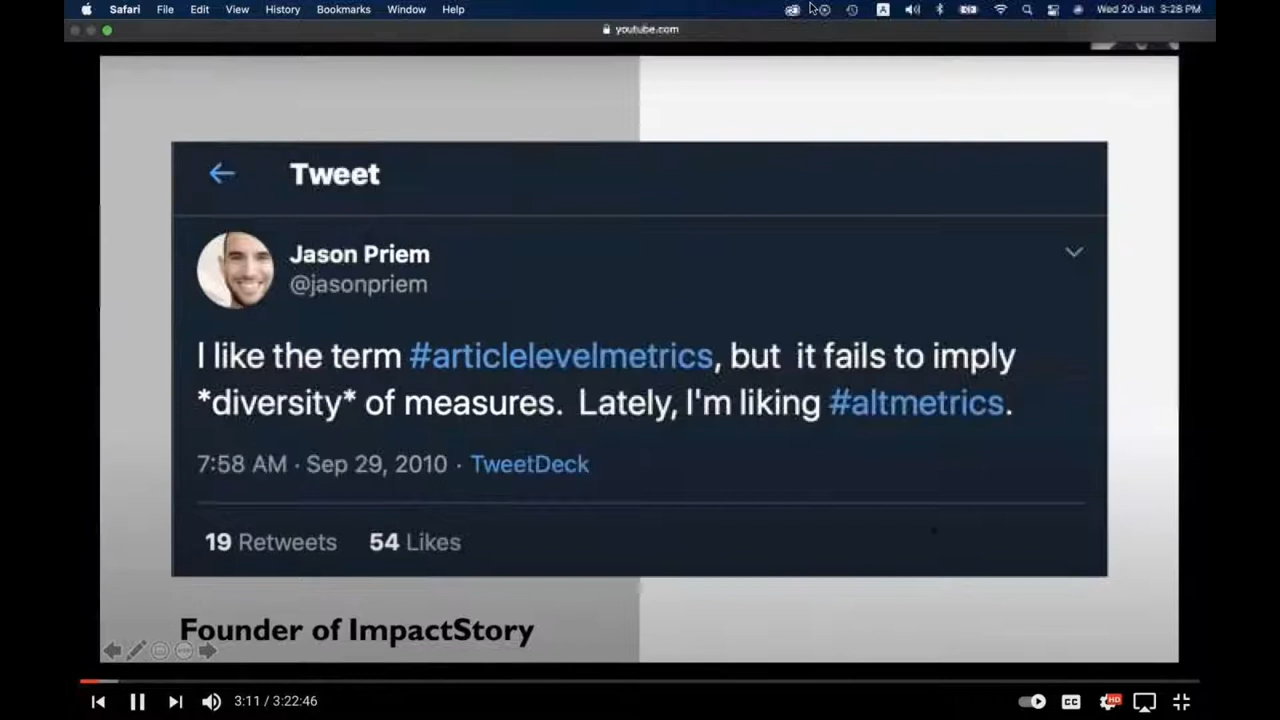 Safari File Edit View History Bookmarks Window Help A Wed 20 Jan 3:28 PM
youtube.com
Tweet
Jason Priem
@jasonpriem
I like the term #articlelevelmetrics, but it fails to imply
*diversity* of measures. Lately, I'm liking #altmetrics.
7:58 AM · Sep 29, 2010 · TweetDeck
19 Retweets 54 Likes
Founder of ImpactStory
3:11 / 3:22:46 CC HD